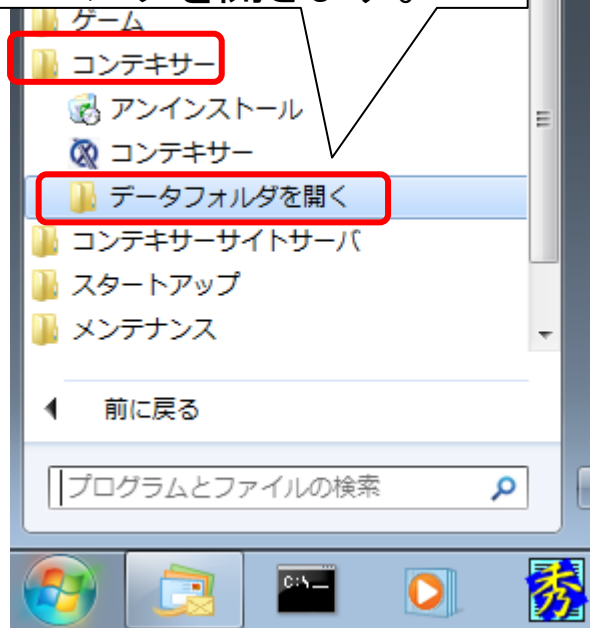 ゲーム
コンテキサー
アンインストール
コンテキサー
データフォルダを開く
コンテキサーサイトサーバ
スタートアップ
メンテナンス
前に戻る
プログラムとファイルの検索
C:\_
秀